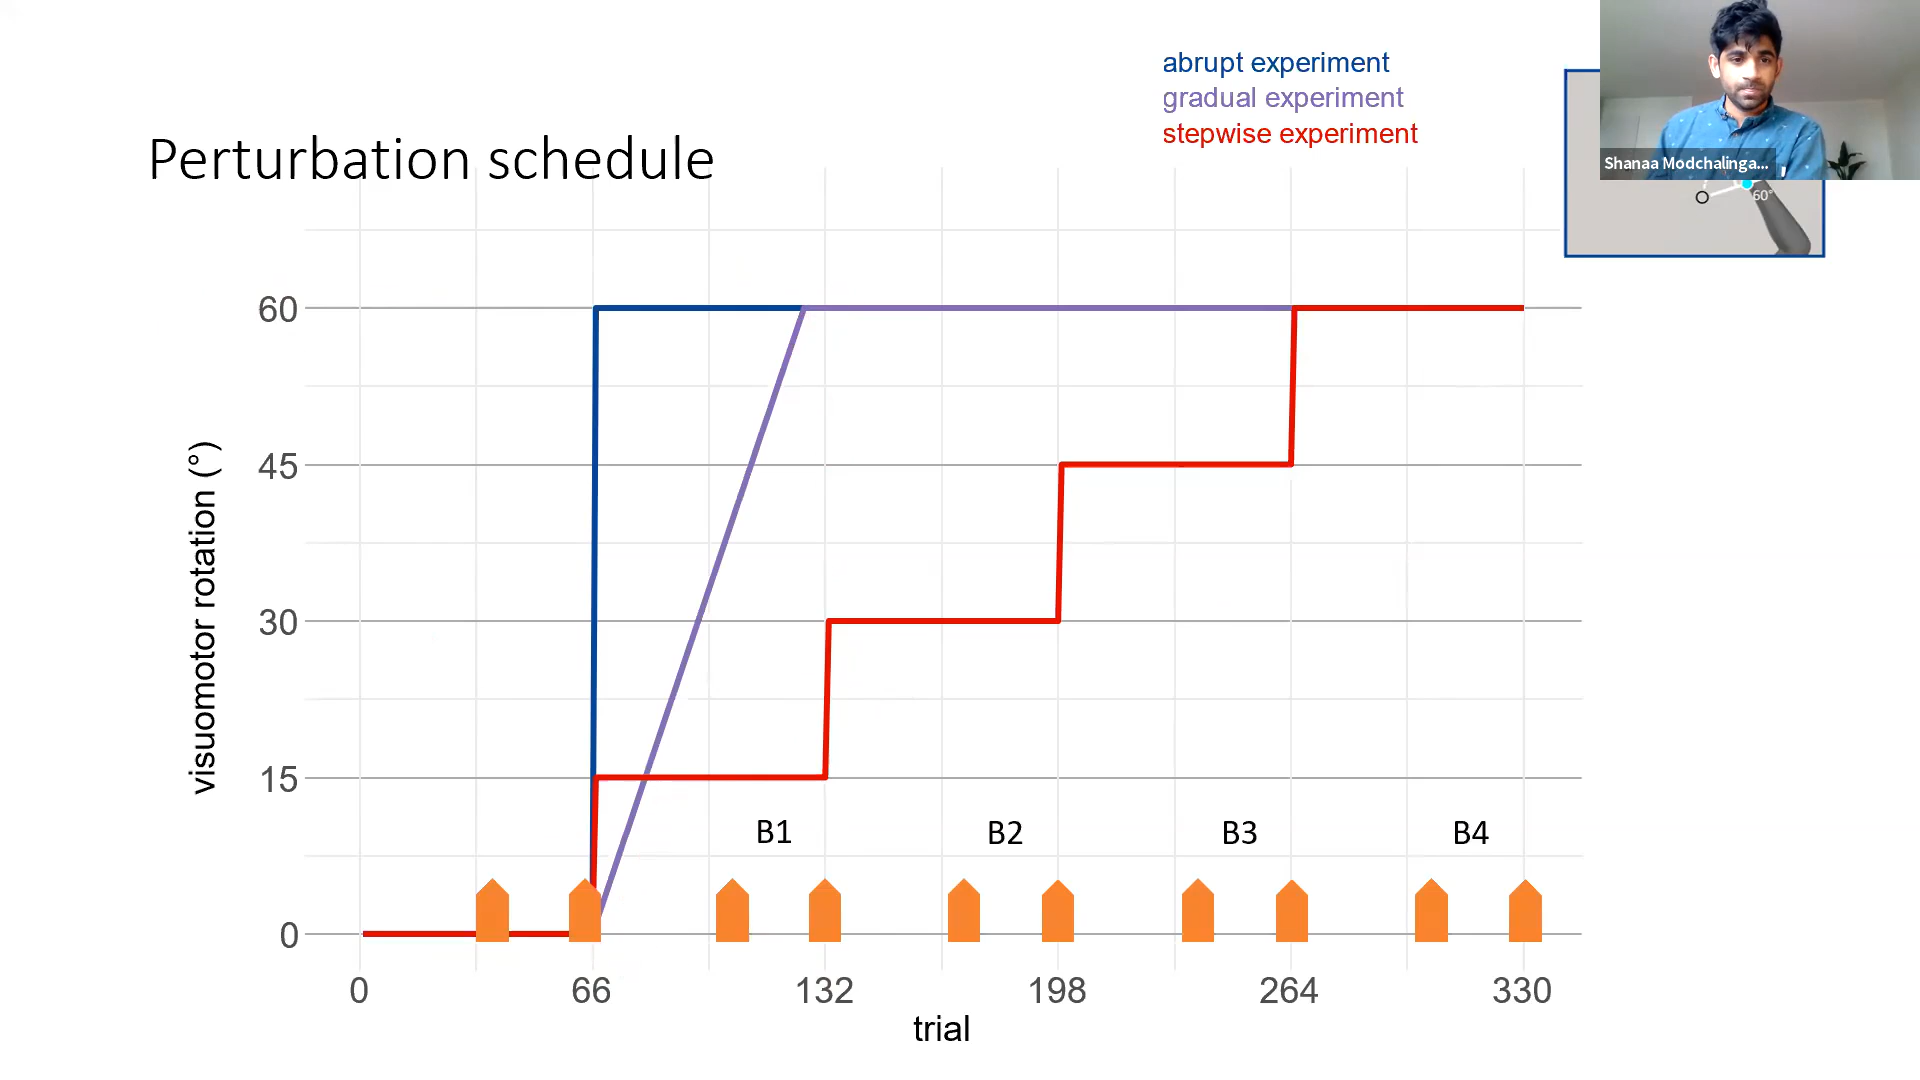 abrupt experiment
gradual experiment
stepwise experiment
Perturbation schedule
Shanaa Modchalinga...
60°
60
45
30
15
0
visuomotor rotation (°)
B1
B2
B3
B4
0
66
132
198
264
330
trial